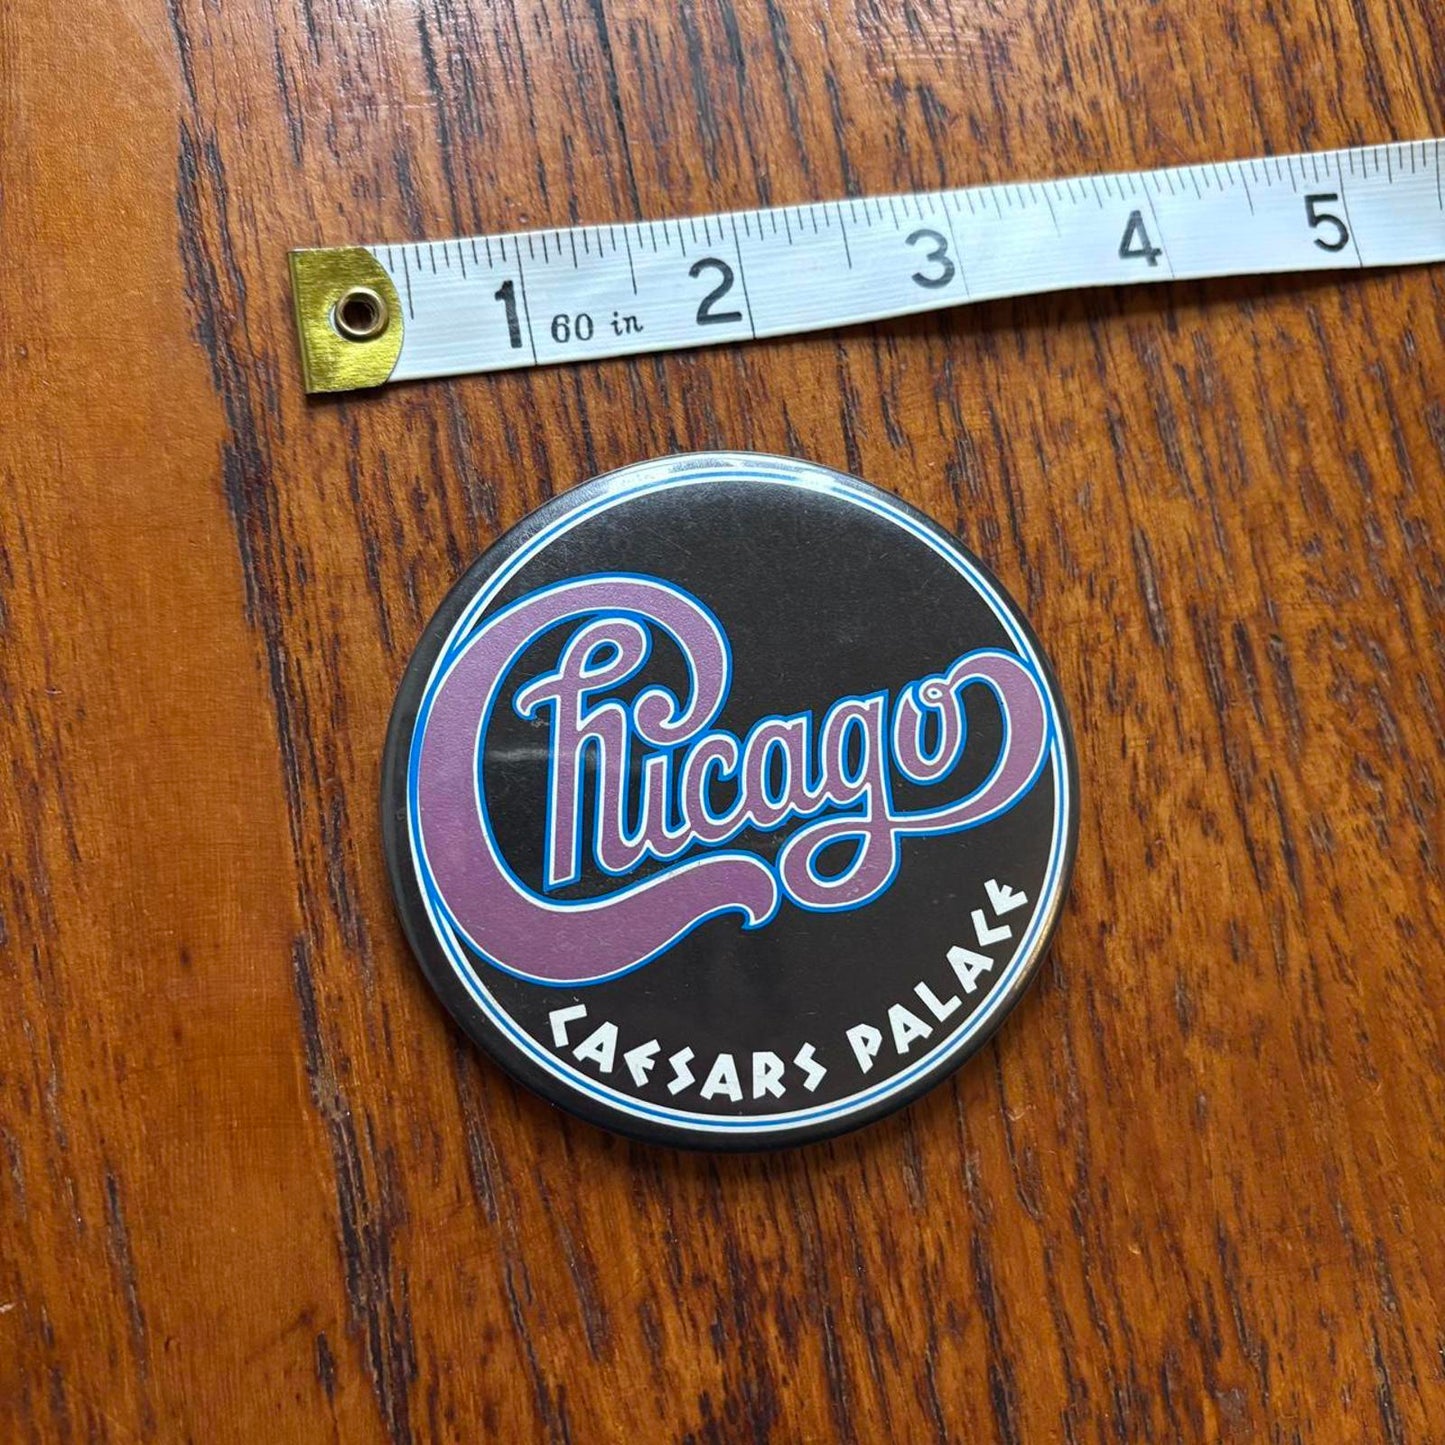 1 60 in 2 3 4 5
Chicago
CAESARS PALACE